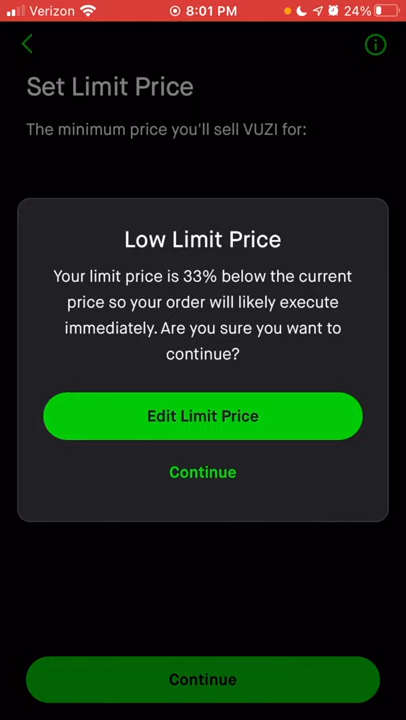 Verizon 8:01 PM 24%
Set Limit Price
The minimum price you'll sell VUZI for:
Low Limit Price
Your limit price is 33% below the current
price so your order will likely execute
immediately. Are you sure you want to
continue?
Edit Limit Price
Continue
Continue